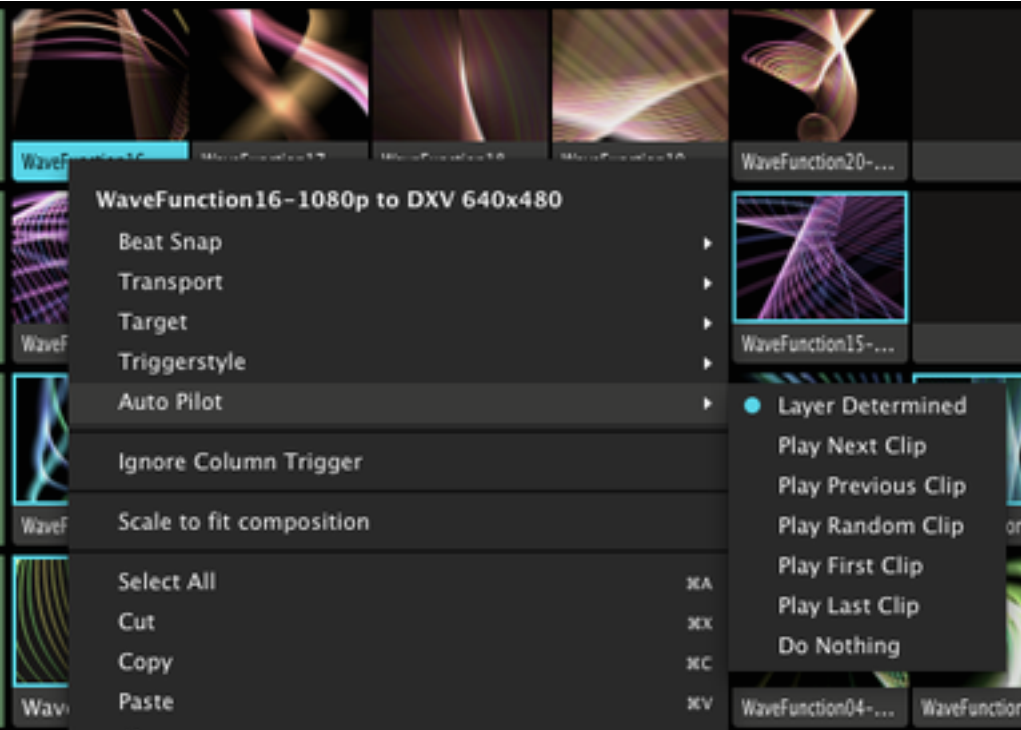 WaveFunction20-...
WaveFunction16-1080p to DXV 640x480
Beat Snap
Transport
Target
Triggerstyle
Auto Pilot
WaveFunction15-...
Layer Determined
Play Next Clip
Play Previous Clip
Play Random Clip
Play First Clip
Play Last Clip
Do Nothing
Ignore Column Trigger
Scale to fit composition
Select All ⌘A
Cut ⌘X
Copy ⌘C
Paste ⌘V
WaveFunction04-...
WaveFunction